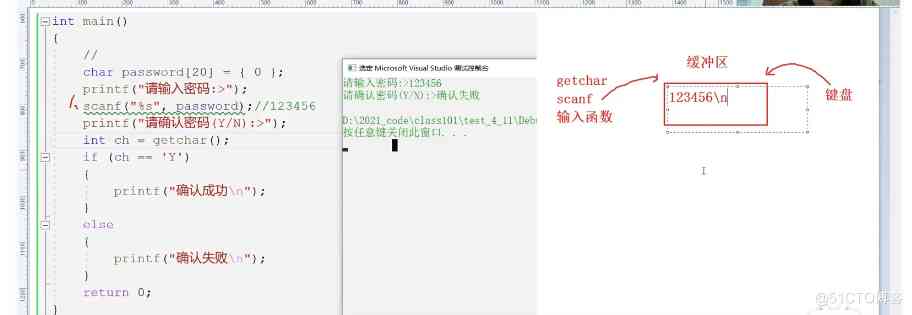 int main()
{
//
char password[20] = { 0 };
printf("请输入密码:>");
scanf("%s", password);//123456
printf("请确认密码(Y/N):>");
int ch = getchar();
if (ch == 'Y')
{
printf("确认成功\n");
}
else
{
printf("确认失败\n");
}
return 0;
}
选定 Microsoft Visual Studio 调试控制台
请输入密码:>123456
请确认密码(Y/N):>确认失败
D:\2021_code\class101\test_4_11\Debu
按任意键关闭此窗口. . .
缓冲区
getchar
scanf
输入函数
123456\n
键盘
@51CTO博客